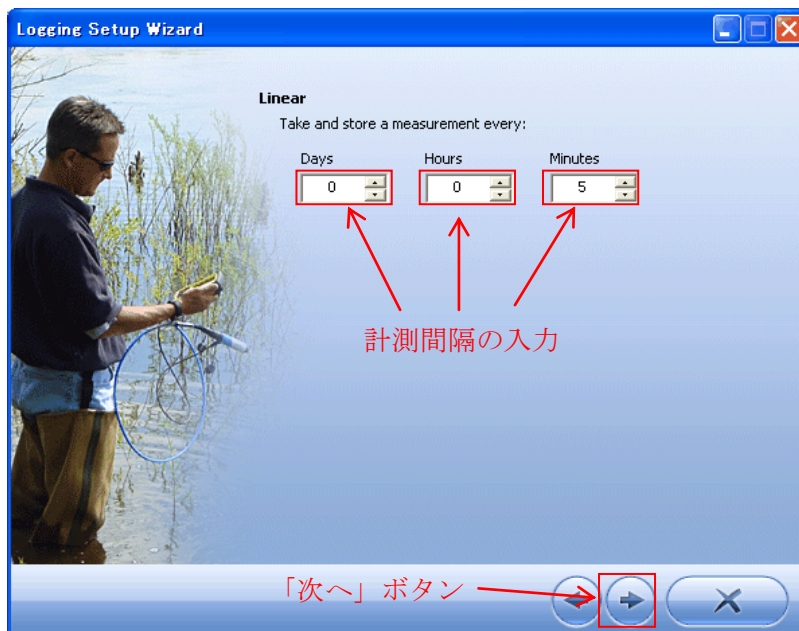 Logging Setup Wizard
Linear
Take and store a measurement every:
Days Hours Minutes
0 0 5
計測間隔の入力
「次へ」ボタン